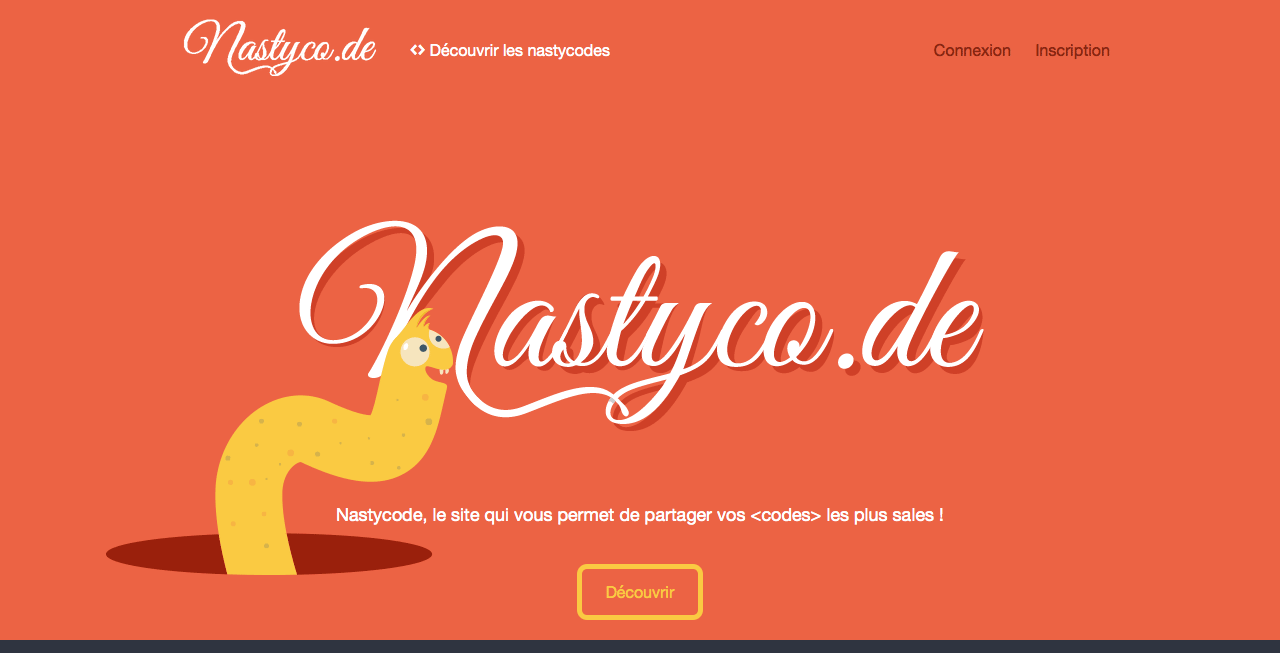 Nastyco.de
<> Découvrir les nastycodes
Connexion
Inscription
Nastyco.de
Nastycode, le site qui vous permet de partager vos <codes> les plus sales !
Découvrir